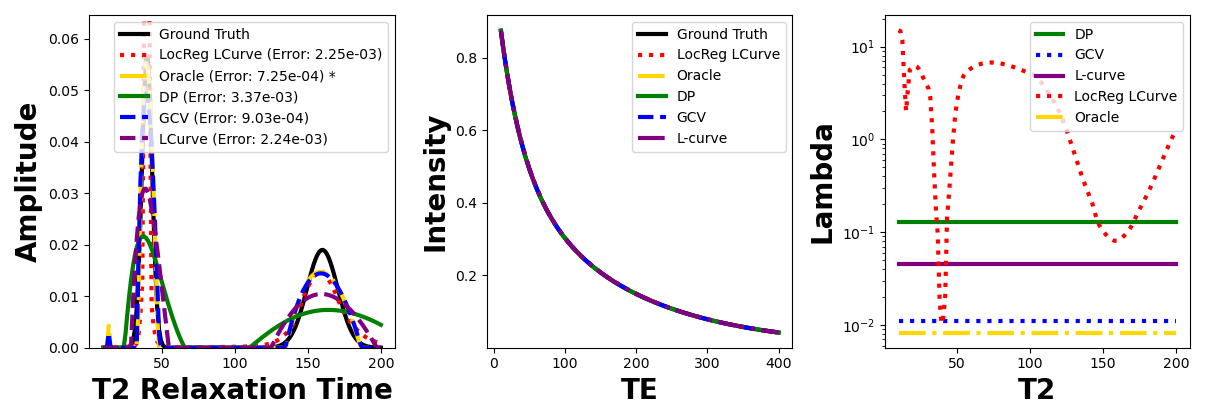 Amplitude
0.06
0.05
0.04
0.03
0.02
0.01
0.00
Ground Truth
LocReg LCurve (Error: 2.25e-03)
Oracle (Error: 7.25e-04) *
DP (Error: 3.37e-03)
GCV (Error: 9.03e-04)
LCurve (Error: 2.24e-03)
50 100 150 200
T2 Relaxation Time
Intensity
0.8
0.6
0.4
0.2
Ground Truth
LocReg LCurve
Oracle
DP
GCV
L-curve
0 100 200 300 400
TE
Lambda
10¹
10⁰
10⁻¹
10⁻²
DP
GCV
L-curve
LocReg LCurve
Oracle
50 100 150 200
T2